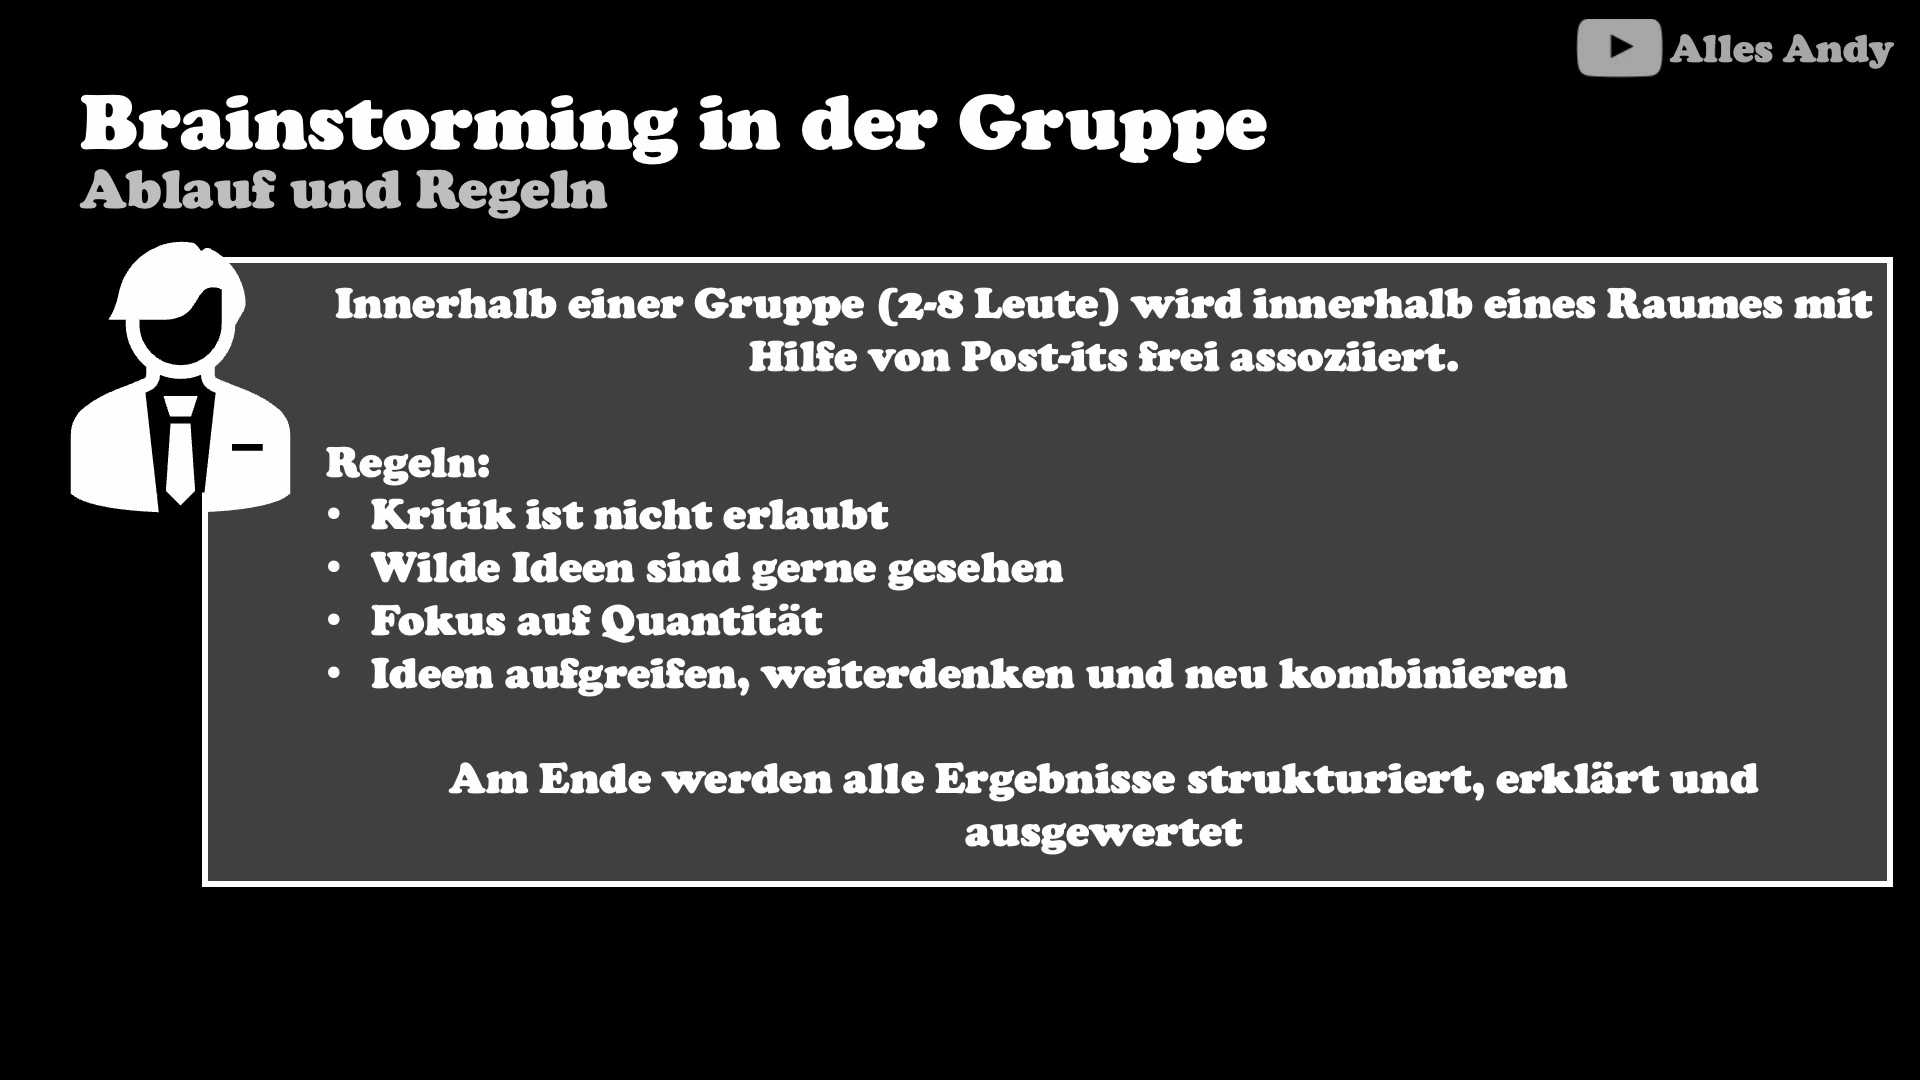 Alles Andy
Brainstorming in der Gruppe
Ablauf und Regeln
Innerhalb einer Gruppe (2-8 Leute) wird innerhalb eines Raumes mit
Hilfe von Post-its frei assoziiert.
Regeln:
• Kritik ist nicht erlaubt
• Wilde Ideen sind gerne gesehen
• Fokus auf Quantität
• Ideen aufgreifen, weiterdenken und neu kombinieren
Am Ende werden alle Ergebnisse strukturiert, erklärt und
ausgewertet